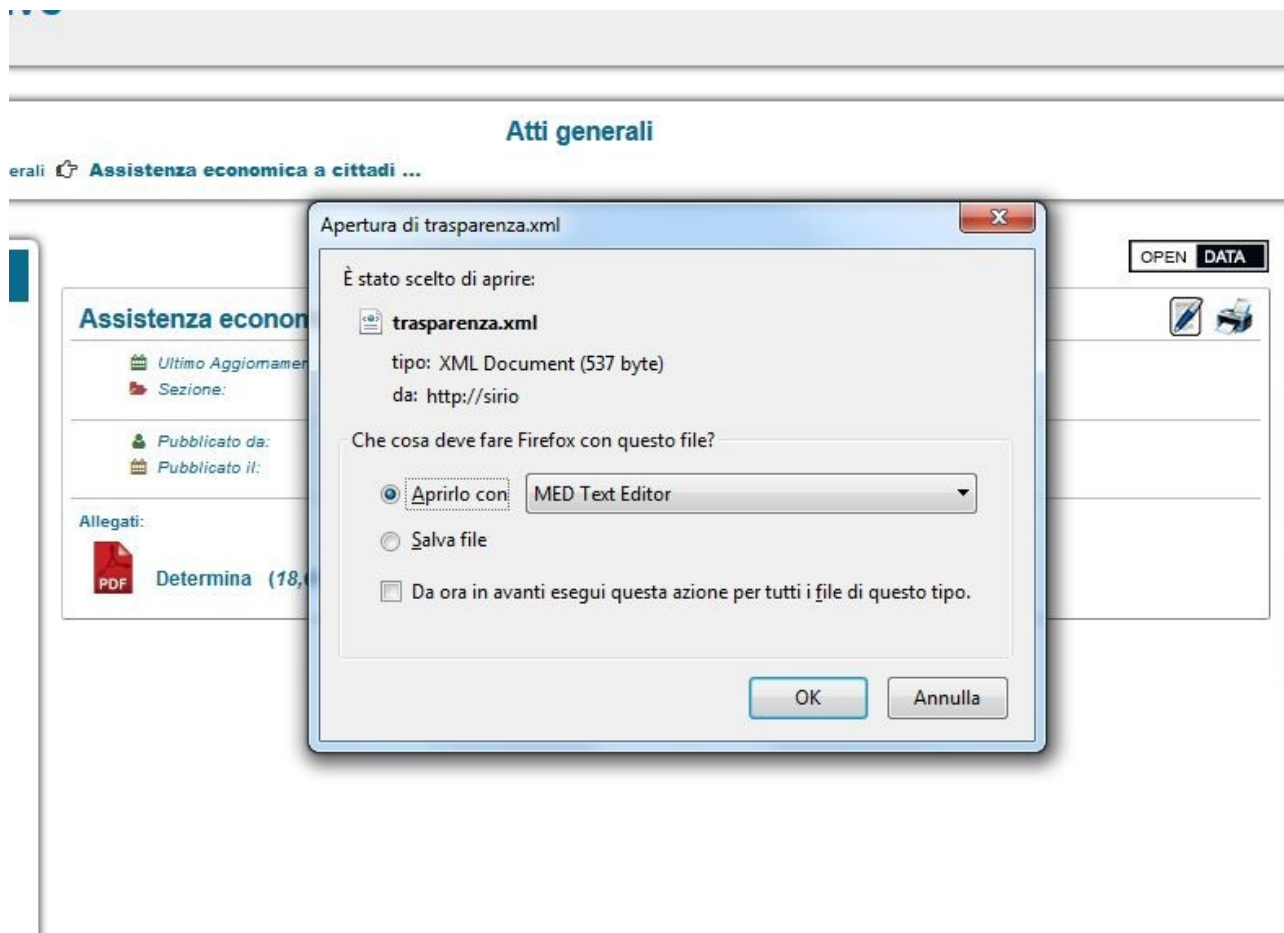 Atti generali
erali Assistenza economica a cittadi ...
Apertura di trasparenza.xml
OPEN DATA
È stato scelto di aprire:
trasparenza.xml
tipo: XML Document (537 byte)
da: http://sirio
Assistenza econon
Ultimo Aggiornamer
Sezione:
Pubblicato da:
Pubblicato il:
Che cosa deve fare Firefox con questo file?
Aprirlo con MED Text Editor
Salva file
Da ora in avanti esegui questa azione per tutti i file di questo tipo.
Allegati:
PDF Determina (18,
OK Annulla